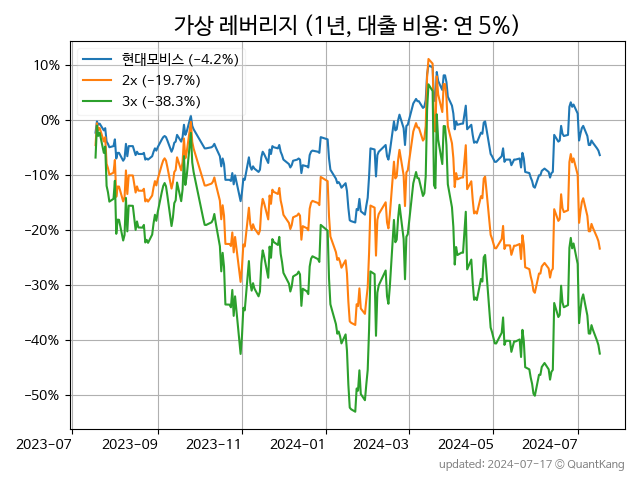 가상 레버리지 (1년, 대출 비용: 연 5%)
현대모비스 (−4.2%)
2x (−19.7%)
3x (−38.3%)
10%
0%
−10%
−20%
−30%
−40%
−50%
2023-07 2023-09 2023-11 2024-01 2024-03 2024-05 2024-07
updated: 2024-07-17 © QuantKang